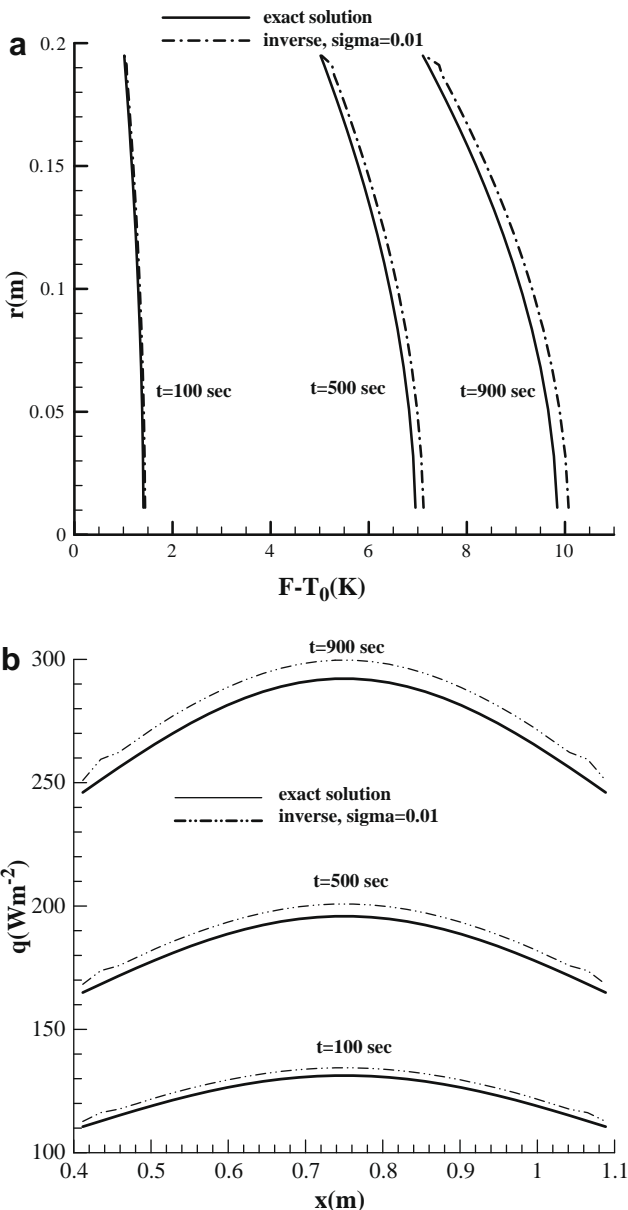 a
exact solution
inverse, sigma=0.01
0.2
0.15
0.1
0.05
0
r(m)
t=100 sec
t=500 sec
t=900 sec
0 2 4 6 8 10
F-T₀(K)
b
t=900 sec
300
250
200
150
100
q(Wm⁻²)
exact solution
inverse, sigma=0.01
t=500 sec
t=100 sec
0.4 0.5 0.6 0.7 0.8 0.9 1 1.1
x(m)